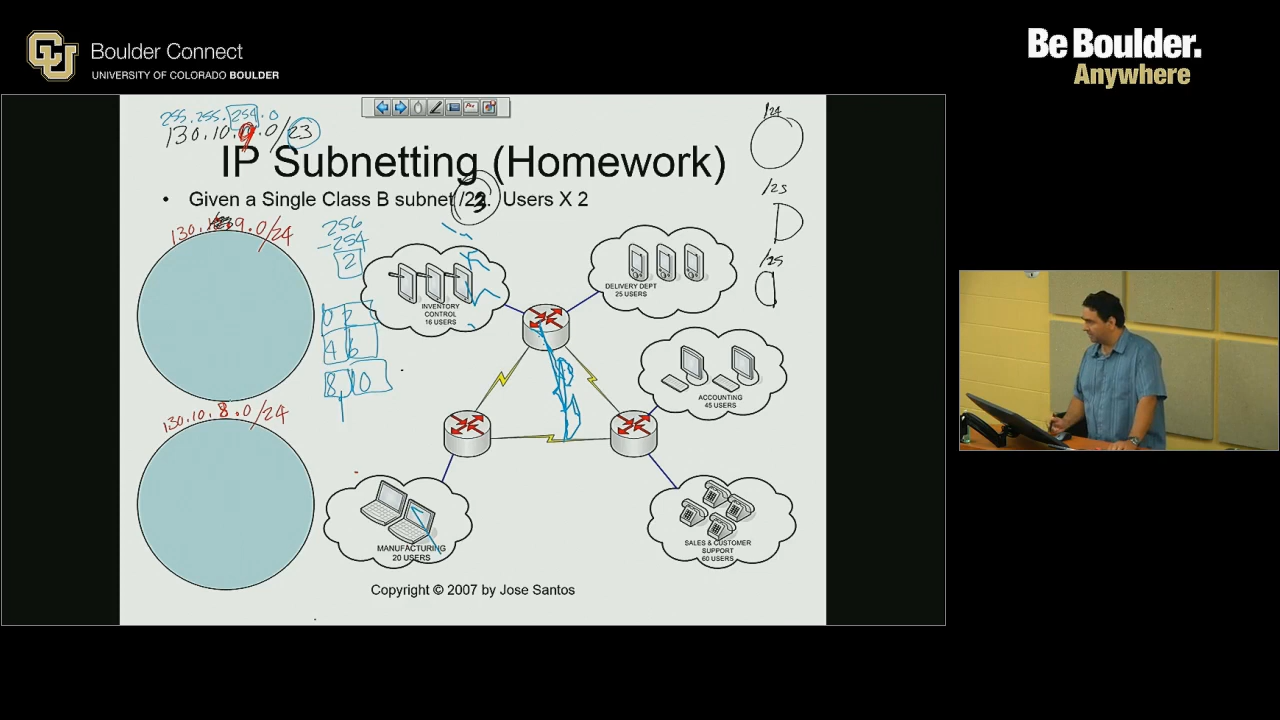 CU
Boulder Connect
UNIVERSITY OF COLORADO BOULDER
Be Boulder.
Anywhere
255.255.254.0
130.10.9.0/23
IP Subnetting (Homework)
• Given a Single Class B subnet /23. Users X 2
130.10.9.0/24
256
-254
2
INVENTORY
CONTROL
16 USERS
DELIVERY DEPT
25 USERS
/24
/25
/25
4 6
8 10
ACCOUNTING
45 USERS
130.10.8.0/24
MANUFACTURING
20 USERS
SALES & CUSTOMER
SUPPORT
60 USERS
Copyright © 2007 by Jose Santos